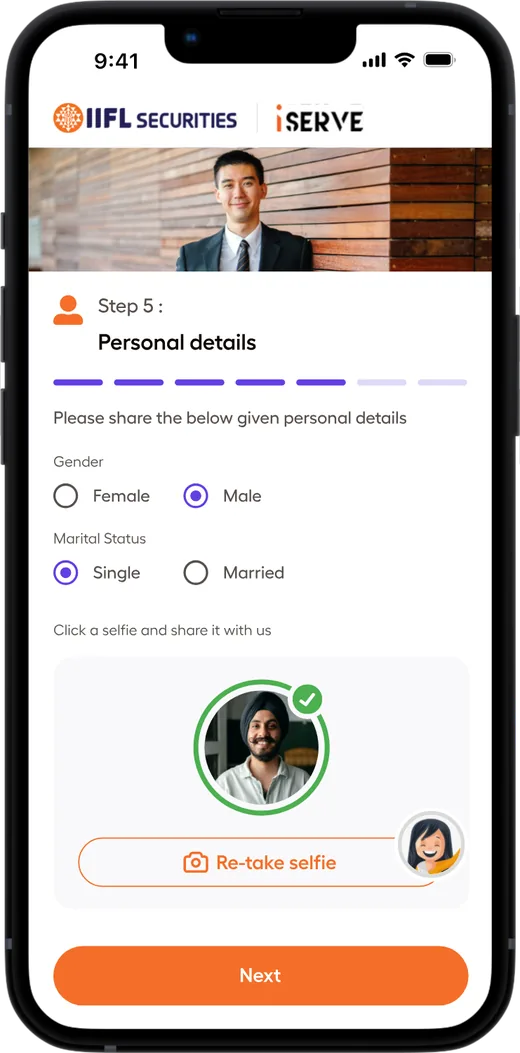 9:41
IIFL SECURITIES iSERVE
Step 5 :
Personal details
Please share the below given personal details
Gender
Female Male
Marital Status
Single Married
Click a selfie and share it with us
Re-take selfie
Next